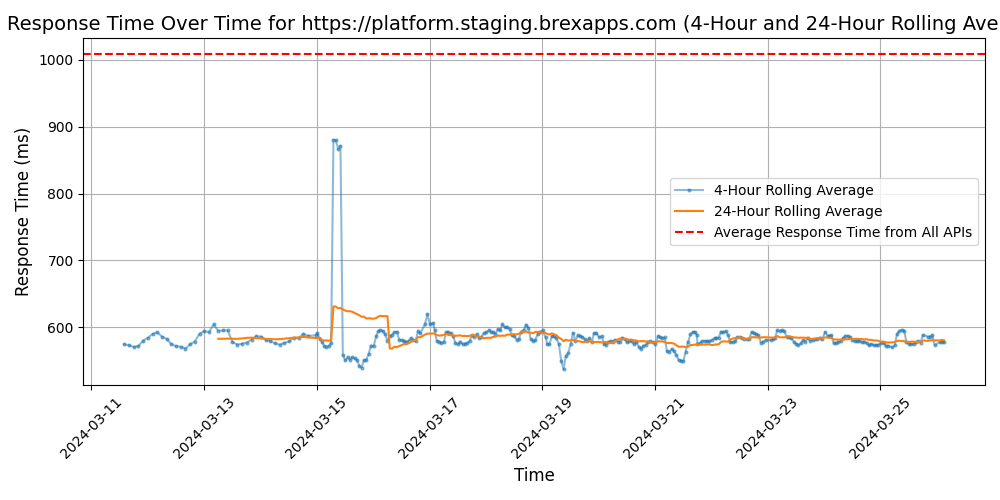 Response Time Over Time for https://platform.staging.brexapps.com (4-Hour and 24-Hour Rolling Ave
Response Time (ms)
1000
900
800
700
600
4-Hour Rolling Average
24-Hour Rolling Average
Average Response Time from All APIs
2024-03-11
2024-03-13
2024-03-15
2024-03-17
2024-03-19
2024-03-21
2024-03-23
2024-03-25
Time